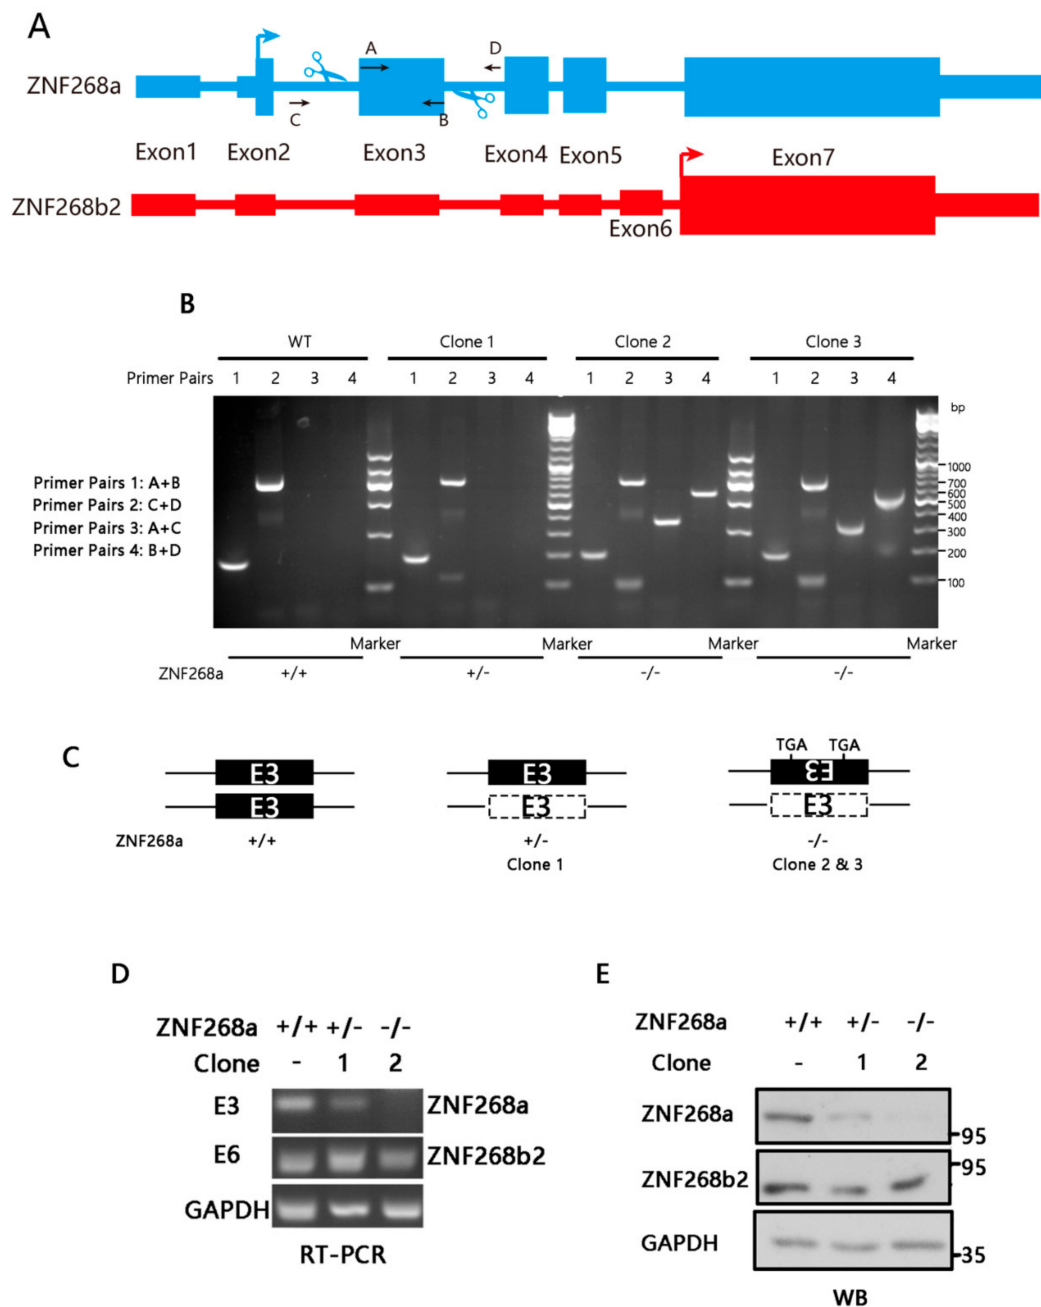 A
ZNF268a
A
D
C
B
Exon1 Exon2 Exon3 Exon4 Exon5 Exon7
ZNF268b2
Exon6
B
WT Clone 1 Clone 2 Clone 3
Primer Pairs 1 2 3 4 1 2 3 4 1 2 3 4 1 2 3 4
bp
Primer Pairs 1: A+B
Primer Pairs 2: C+D
Primer Pairs 3: A+C
Primer Pairs 4: B+D
1000
700
600
500
400
300
200
100
Marker Marker Marker Marker
ZNF268a +/+ +/- -/- -/-
C
TGA TGA
E3 E3 E3
E3 E3 E3
ZNF268a +/+ +/- -/-
Clone 1 Clone 2 & 3
D
ZNF268a +/+ +/- -/-
Clone - 1 2
E3 ZNF268a
E6 ZNF268b2
GAPDH
RT-PCR
E
ZNF268a +/+ +/- -/-
Clone - 1 2
ZNF268a
95
95
ZNF268b2
GAPDH
35
WB